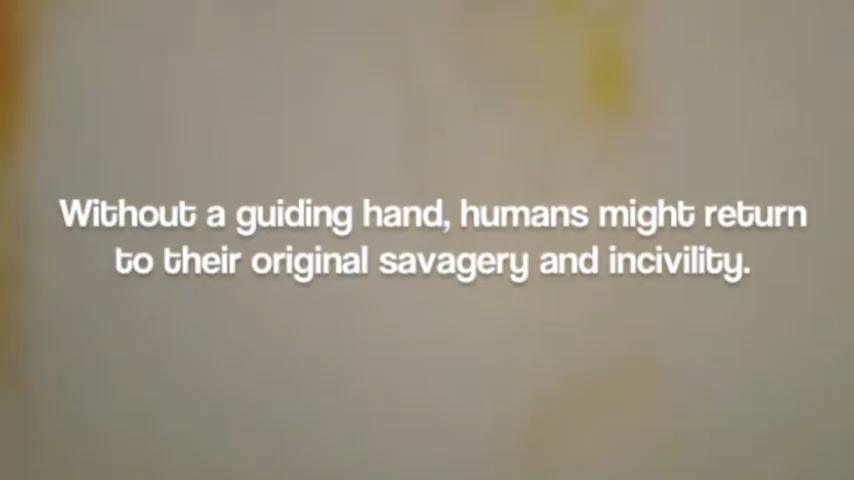 Without a guiding hand, humans might return
to their original savagery and incivility.